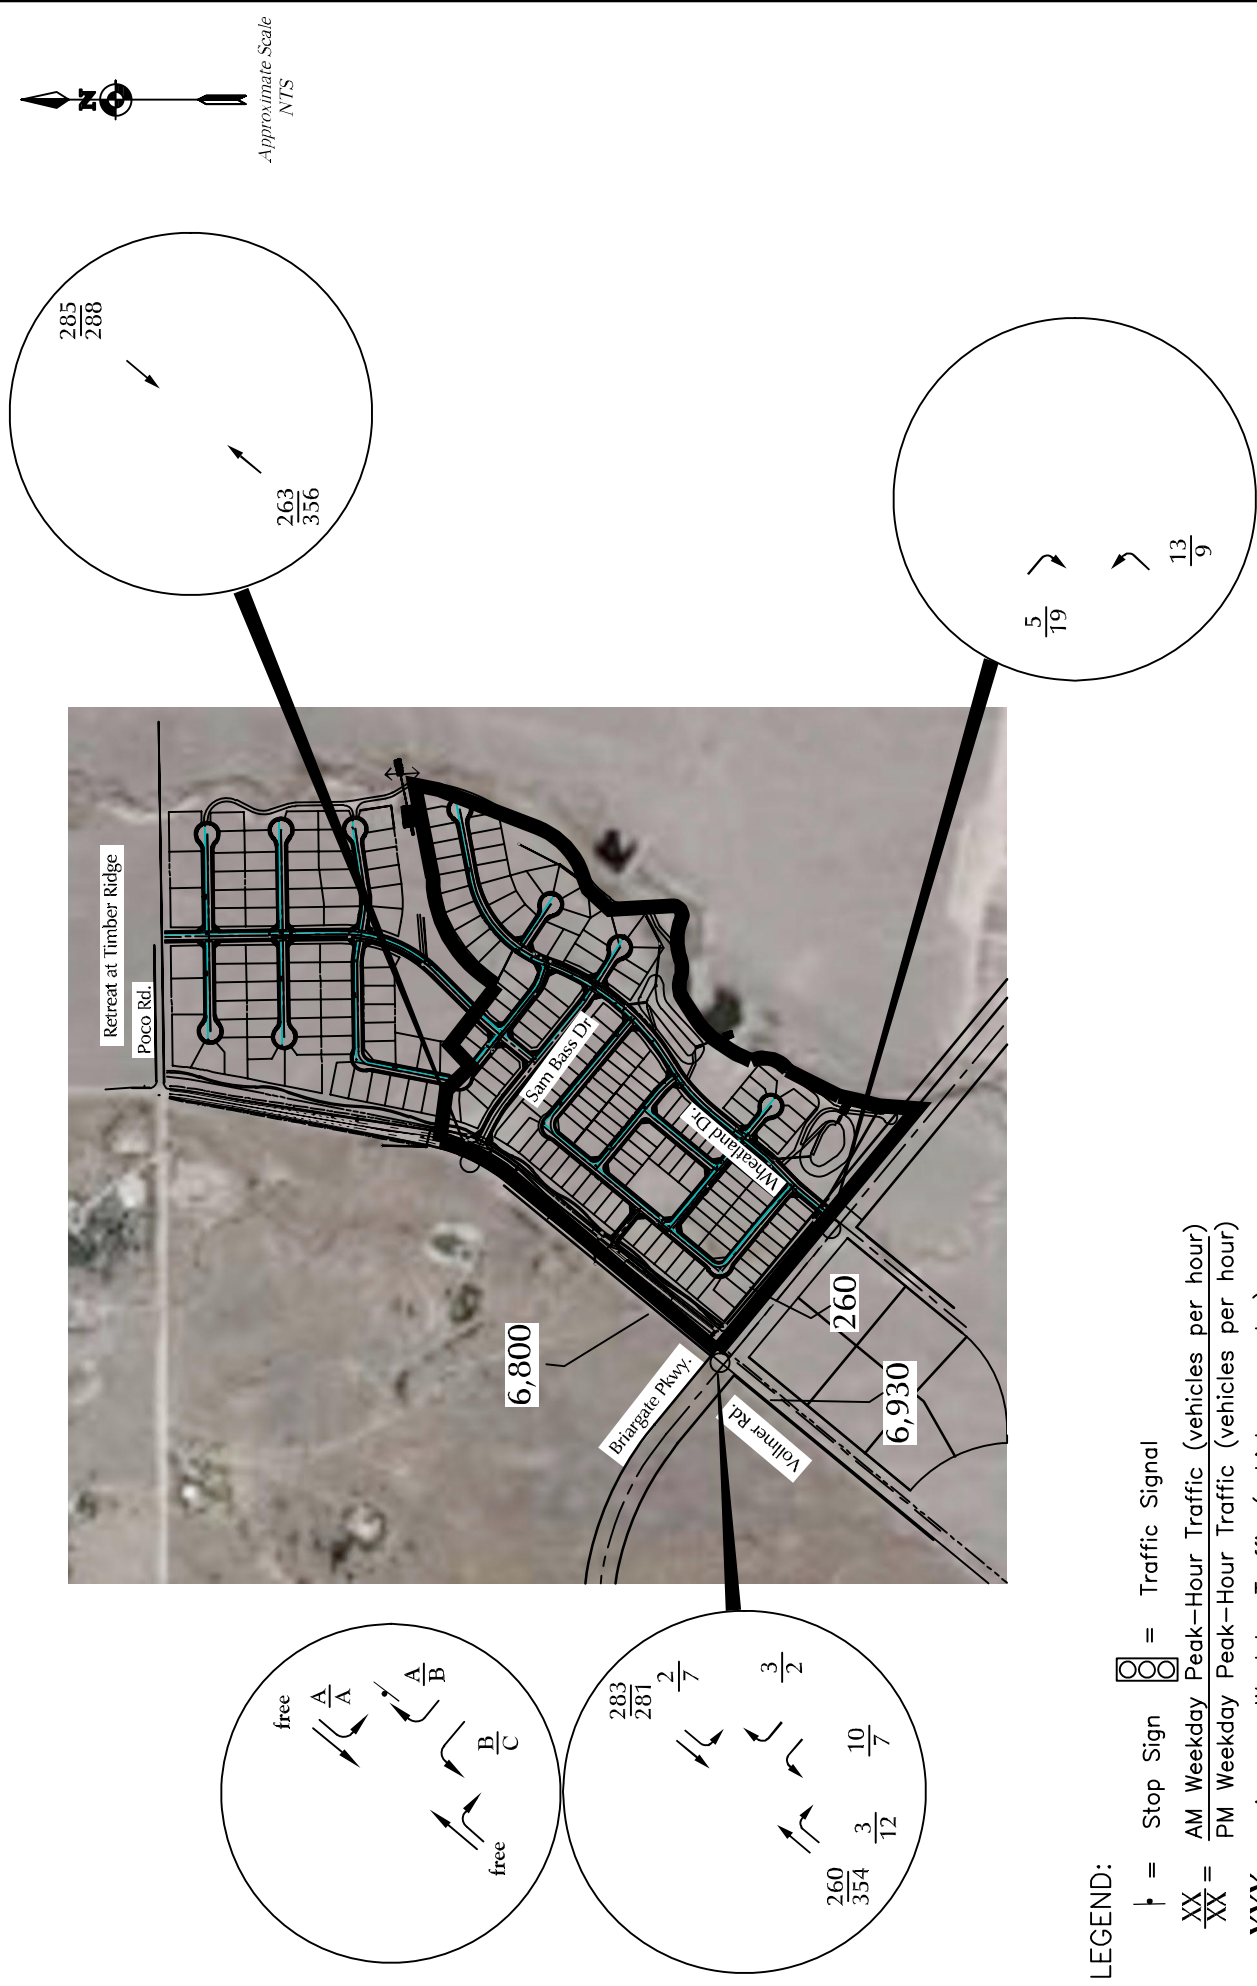 N
Approximate Scale
NTS
285
288
263
356
5
19
13
9
Retreat at Timber Ridge
Poco Rd.
Sam Bass Dr
Wheatland Dr.
6,800
260
6,930
Briargate Pkwy.
Vollmer Rd.
free
A
A
A
B
B
C
free
283
281
2
7
3
2
10
7
3
12
260
354
LEGEND:
= Stop Sign
= Traffic Signal
XX
XX
=
AM Weekday Peak-Hour Traffic (vehicles per hour)
PM Weekday Peak-Hour Traffic (vehicles per hour)